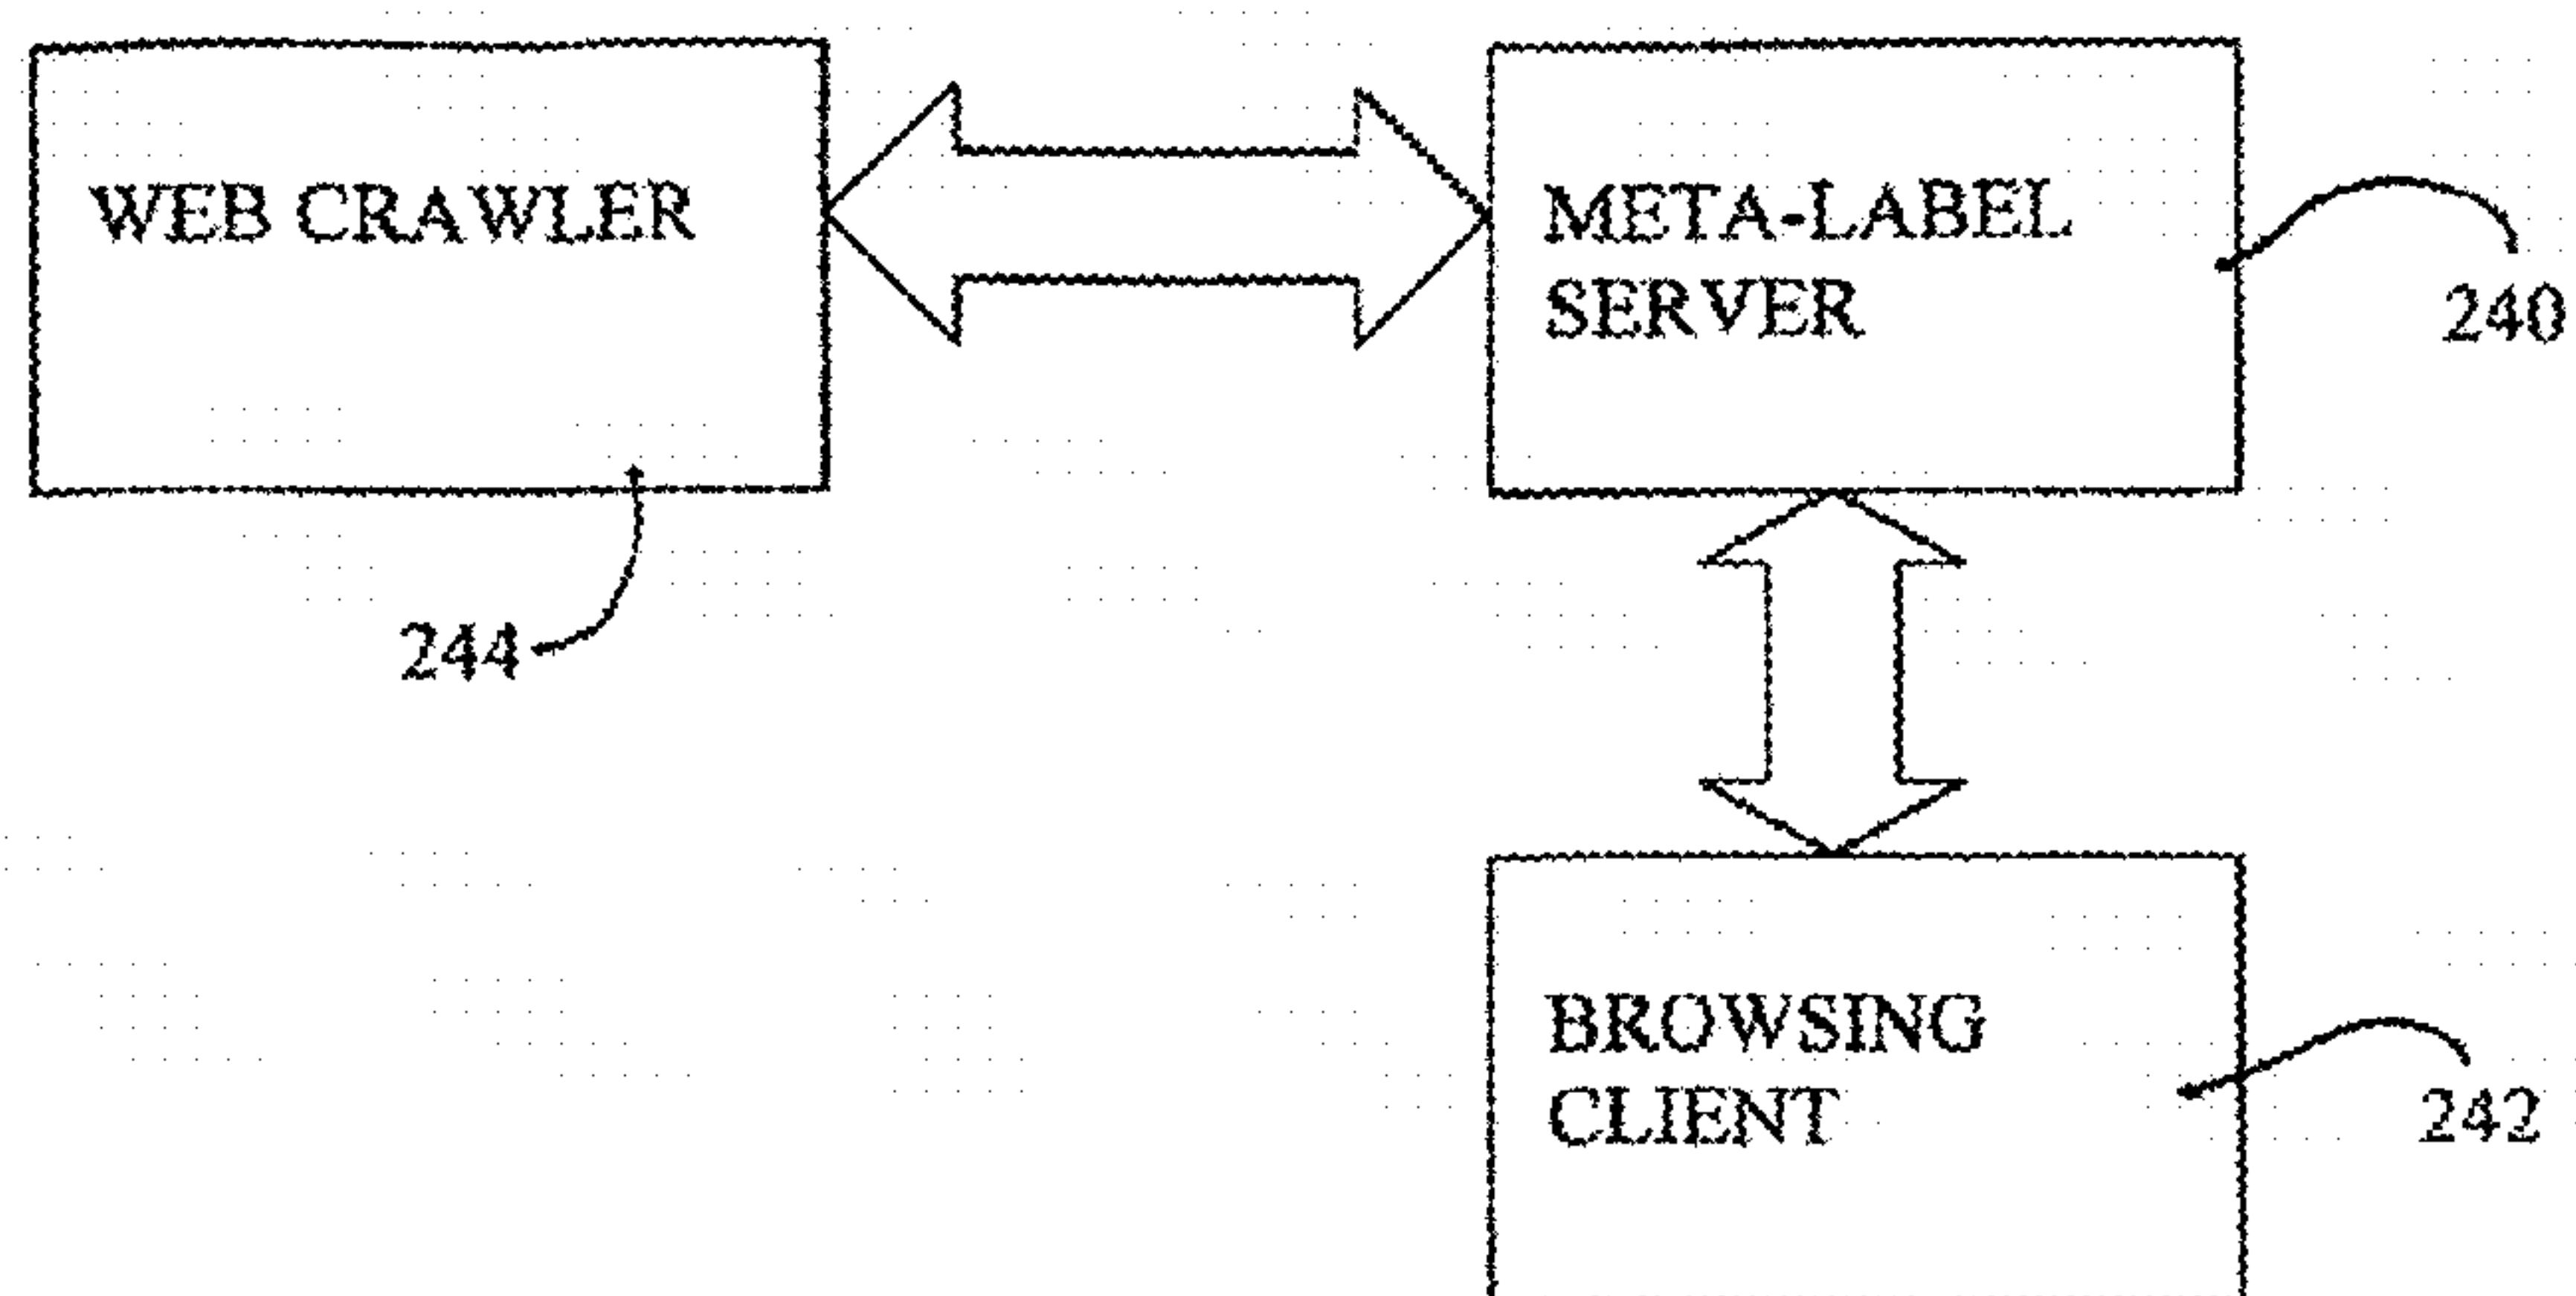 WEB CRAWLER
META-LABEL
SERVER
240
244
BROWSING
CLIENT
242